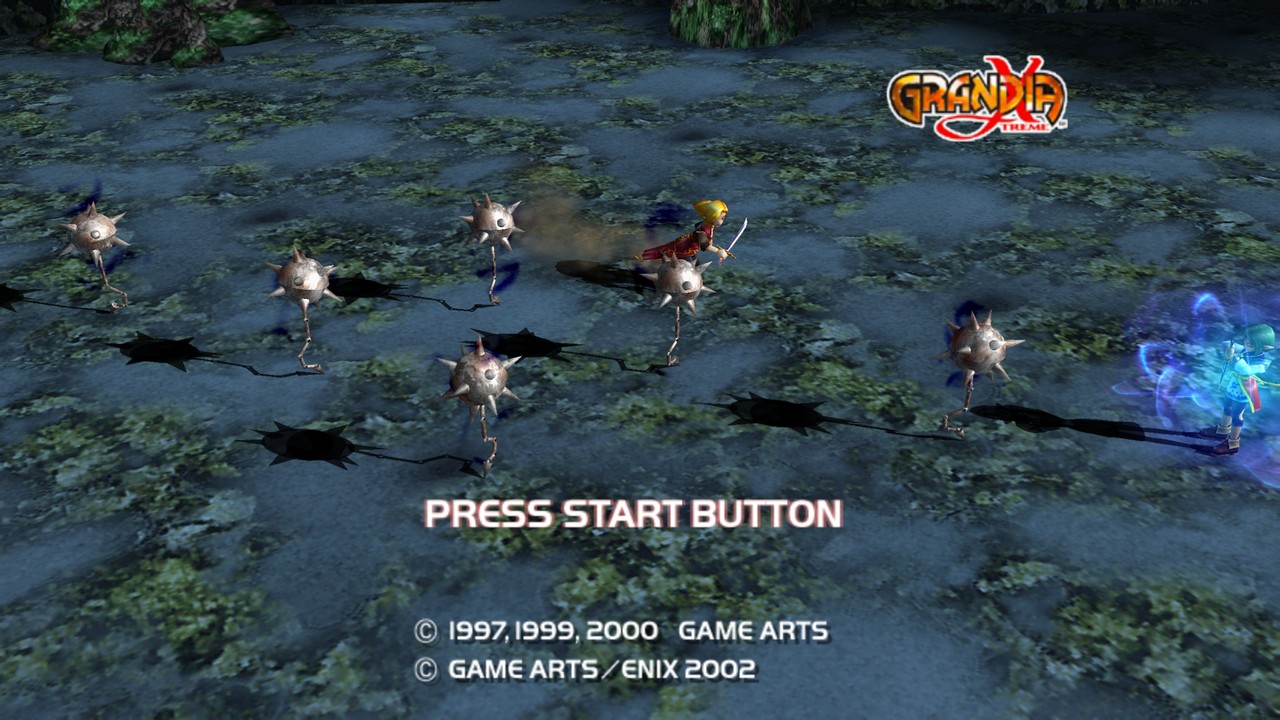 GRANDIA
XTREME
PRESS START BUTTON
© 1997, 1999, 2000 GAME ARTS
© GAME ARTS/ENIX 2002